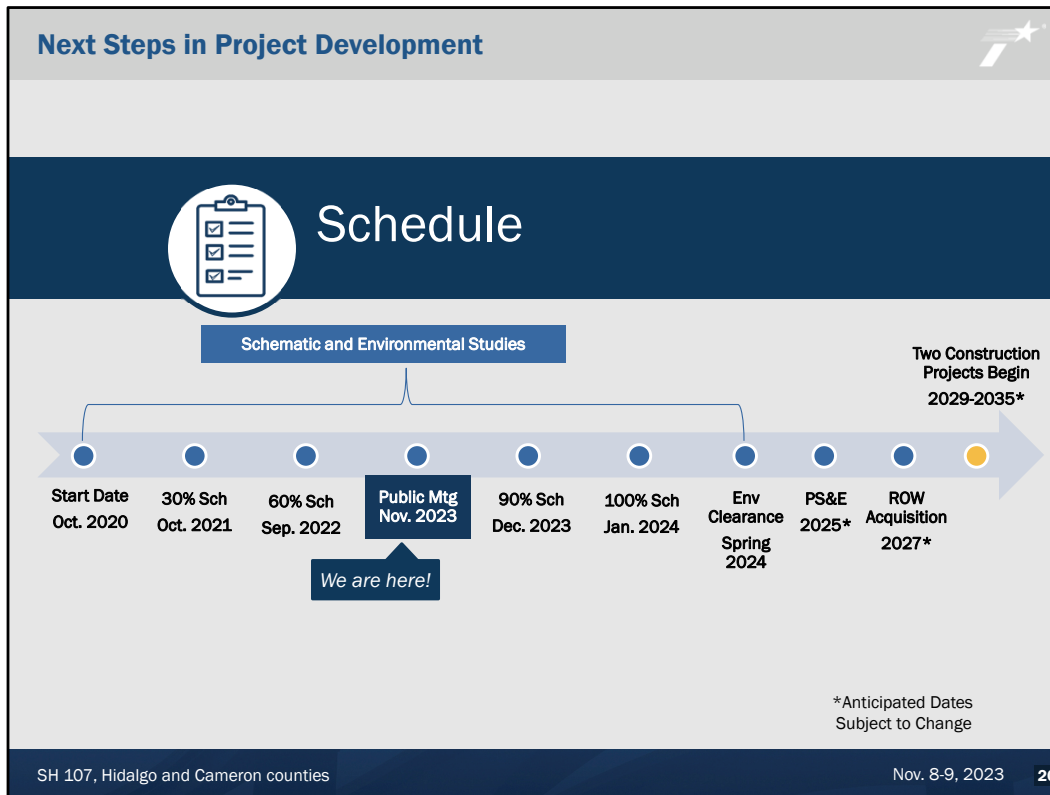 Next Steps in Project Development
Schedule
Schematic and Environmental Studies
Two Construction
Projects Begin
2029-2035*
Start Date
Oct. 2020
30% Sch
Oct. 2021
60% Sch
Sep. 2022
Public Mtg
Nov. 2023
We are here!
90% Sch
Dec. 2023
100% Sch
Jan. 2024
Env
Clearance
Spring
2024
PS&E
2025*
ROW
Acquisition
2027*
*Anticipated Dates
Subject to Change
SH 107, Hidalgo and Cameron counties
Nov. 8-9, 2023